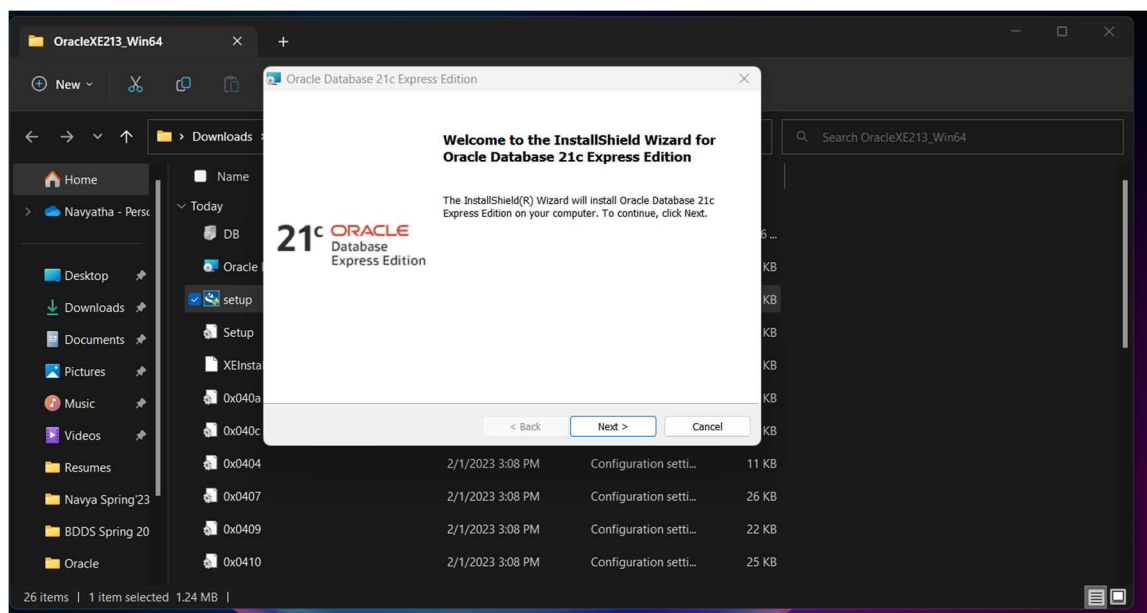 OracleXE213_Win64
New
Oracle Database 21c Express Edition
Downloads
Search OracleXE213_Win64
Welcome to the InstallShield Wizard for
Oracle Database 21c Express Edition
The InstallShield(R) Wizard will install Oracle Database 21c
Express Edition on your computer. To continue, click Next.
21c ORACLE
Database
Express Edition
< Back
Next >
Cancel
Home
Navyatha - Persc
Desktop
Downloads
Documents
Pictures
Music
Videos
Resumes
Navya Spring'23
BDDS Spring 20
Oracle
Name
Today
DB
6 ...
Oracle
KB
setup
KB
Setup
KB
XEInsta
KB
0x040a
KB
0x040c
KB
0x0404 2/1/2023 3:08 PM Configuration setti... 11 KB
0x0407 2/1/2023 3:08 PM Configuration setti... 26 KB
0x0409 2/1/2023 3:08 PM Configuration setti... 22 KB
0x0410 2/1/2023 3:08 PM Configuration setti... 25 KB
26 items | 1 item selected 1.24 MB |